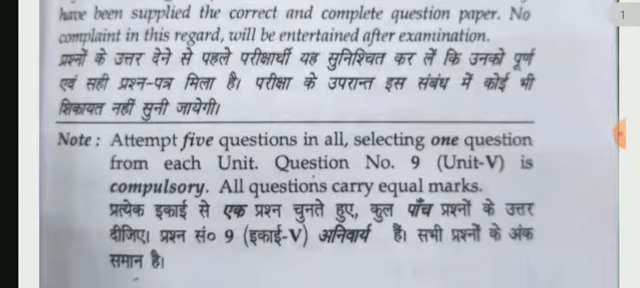 have been supplied the correct and complete question paper. No
complaint in this regard, will be entertained after examination.
प्रश्नों के उत्तर देने से पहले परीक्षार्थी यह सुनिश्चित कर लें कि उनको पूर्ण
एवं सही प्रश्न-पत्र मिला है। परीक्षा के उपरान्त इस संबंध में कोई भी
शिकायत नहीं सुनी जायेगी।
Note : Attempt five questions in all, selecting one question
from each Unit. Question No. 9 (Unit-V) is
compulsory. All questions carry equal marks.
प्रत्येक इकाई से एक प्रश्न चुनते हुए, कुल पाँच प्रश्नों के उत्तर
दीजिए। प्रश्न सं० 9 (इकाई-V) अनिवार्य है। सभी प्रश्नों के अंक
समान है।
1